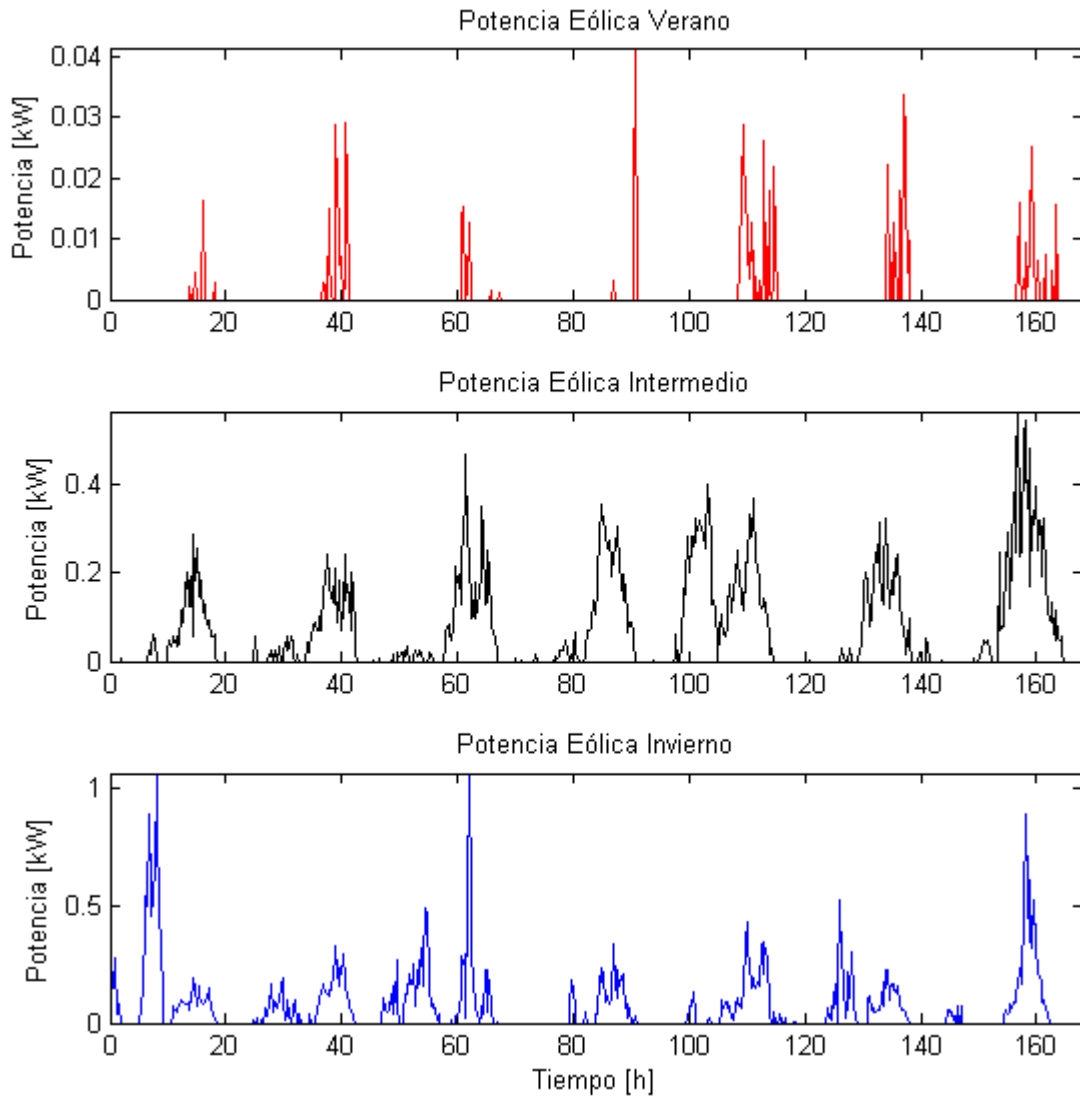 Potencia Eólica Verano
Potencia [kW]
0.04
0.03
0.02
0.01
0
0 20 40 60 80 100 120 140 160
Potencia Eólica Intermedio
Potencia [kW]
0.4
0.2
0
0 20 40 60 80 100 120 140 160
Potencia Eólica Invierno
Potencia [kW]
1
0.5
0
0 20 40 60 80 100 120 140 160
Tiempo [h]